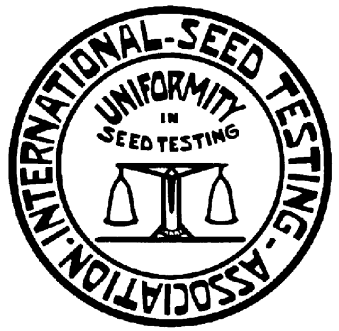 INTERNATIONAL-SEED TESTING-ASSOCIATION.
UNIFORMITY
IN
SEED TESTING